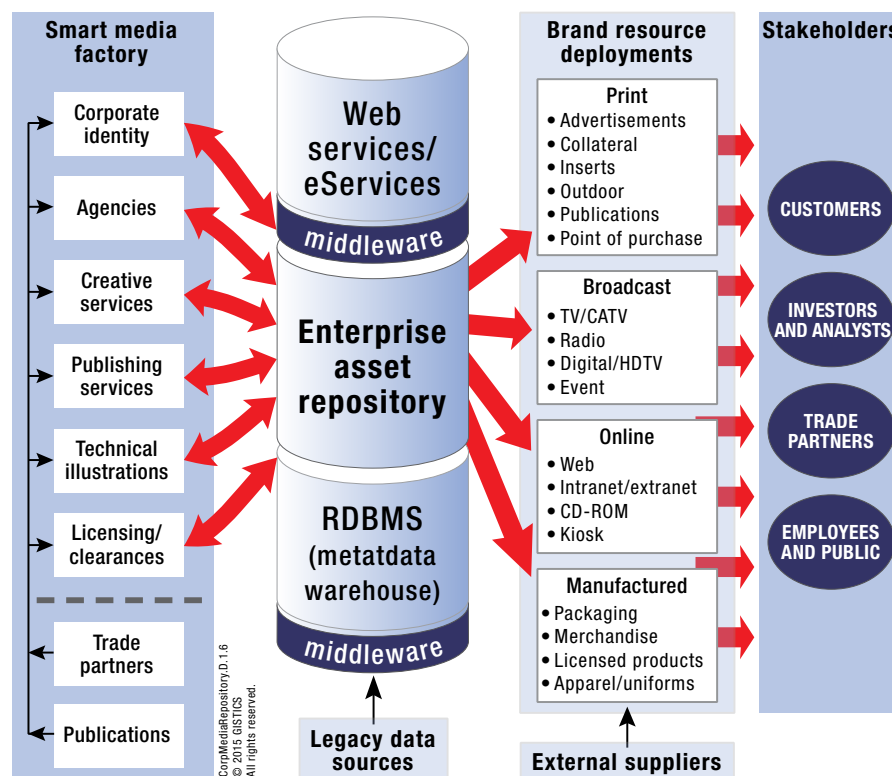 Smart media
factory
Corporate
identity
Agencies
Creative
services
Publishing
services
Technical
illustrations
Licensing/
clearances
Trade
partners
Publications
CorpMediaRepository.D.1.6
© 2015 GISTICS
All rights reserved.
Web
services/
eServices
middleware
Enterprise
asset
repository
RDBMS
(metatdata
warehouse)
middleware
Legacy data
sources
Brand resource
deployments
Print
• Advertisements
• Collateral
• Inserts
• Outdoor
• Publications
• Point of purchase
Broadcast
• TV/CATV
• Radio
• Digital/HDTV
• Event
Online
• Web
• Intranet/extranet
• CD-ROM
• Kiosk
Manufactured
• Packaging
• Merchandise
• Licensed products
• Apparel/uniforms
External suppliers
Stakeholders
CUSTOMERS
INVESTORS
AND ANALYSTS
TRADE
PARTNERS
EMPLOYEES
AND PUBLIC